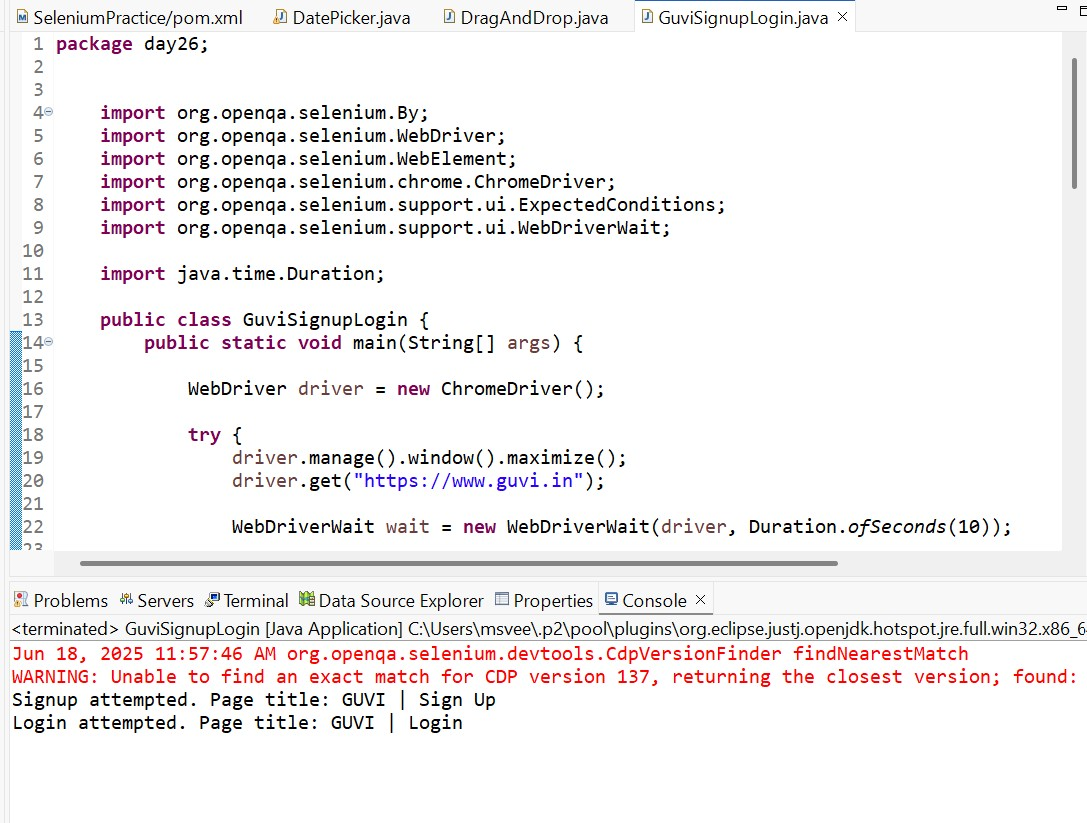 SeleniumPractice/pom.xml DatePicker.java DragAndDrop.java GuviSignupLogin.java
1 package day26;
2
3
4 import org.openqa.selenium.By;
5 import org.openqa.selenium.WebDriver;
6 import org.openqa.selenium.WebElement;
7 import org.openqa.selenium.chrome.ChromeDriver;
8 import org.openqa.selenium.support.ui.ExpectedConditions;
9 import org.openqa.selenium.support.ui.WebDriverWait;
10
11 import java.time.Duration;
12
13 public class GuviSignupLogin {
14 public static void main(String[] args) {
15
16 WebDriver driver = new ChromeDriver();
17
18 try {
19 driver.manage().window().maximize();
20 driver.get("https://www.guvi.in");
21
22 WebDriverWait wait = new WebDriverWait(driver, Duration.ofSeconds(10));
23
Problems Servers Terminal Data Source Explorer Properties Console
<terminated> GuviSignupLogin [Java Application] C:\Users\msvee\.p2\pool\plugins\org.eclipse.justj.openjdk.hotspot.jre.full.win32.x86_6
Jun 18, 2025 11:57:46 AM org.openqa.selenium.devtools.CdpVersionFinder findNearestMatch
WARNING: Unable to find an exact match for CDP version 137, returning the closest version; found:
Signup attempted. Page title: GUVI | Sign Up
Login attempted. Page title: GUVI | Login